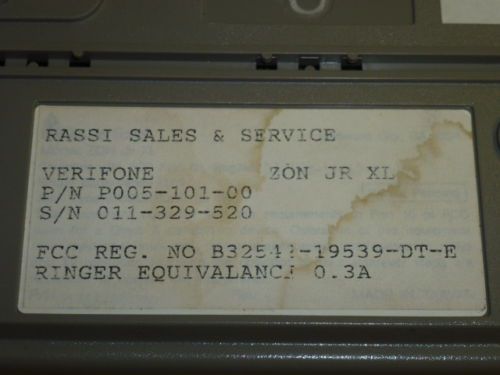 RASSI SALES & SERVICE
VERIFONE ZON JR XL
P/N P005-101-00
S/N 011-329-520
FCC REG. NO
RINGER EQUIVALANCE 0.3A